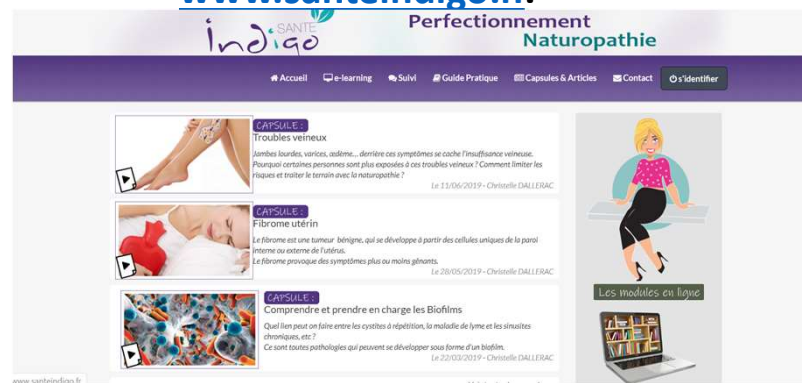 www.santeindigo.fr.
SANTE
Indigo
Perfectionnement
Naturopathie
Accueil e-learning Suivi Guide Pratique Capsules & Articles Contact s'identifier
CAPSULE :
Troubles veineux
Jambes lourdes, varices, œdème... derrière ces symptômes se cache l'insuffisance veineuse.
Pourquoi certaines personnes sont plus exposées à ces troubles veineux ? Comment limiter les
risques et traiter le terrain avec la naturopathie ?
Le 11/06/2019 - Christelle DALLERAC
CAPSULE :
Fibrome utérin
Le fibrome est une tumeur bénigne, qui se développe à partir des cellules uniques de la paroi
interne ou externe de l'utérus.
Le fibrome provoque des symptômes plus ou moins gênants.
Le 28/05/2019 - Christelle DALLERAC
CAPSULE :
Comprendre et prendre en charge les Biofilms
Quel lien peut on faire entre les cystites à répétition, la maladie de lyme et les sinusites
chroniques, etc ?
Ce sont toutes pathologies qui peuvent se développer sous forme d'un biofilm.
Le 22/03/2019 - Christelle DALLERAC
Les modules en ligne
www.santeindigo.fr